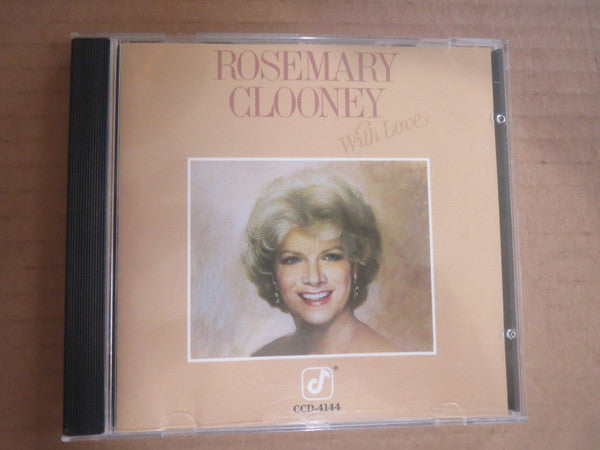 ROSEMARY
CLOONEY
With Love
®
CCD-4144